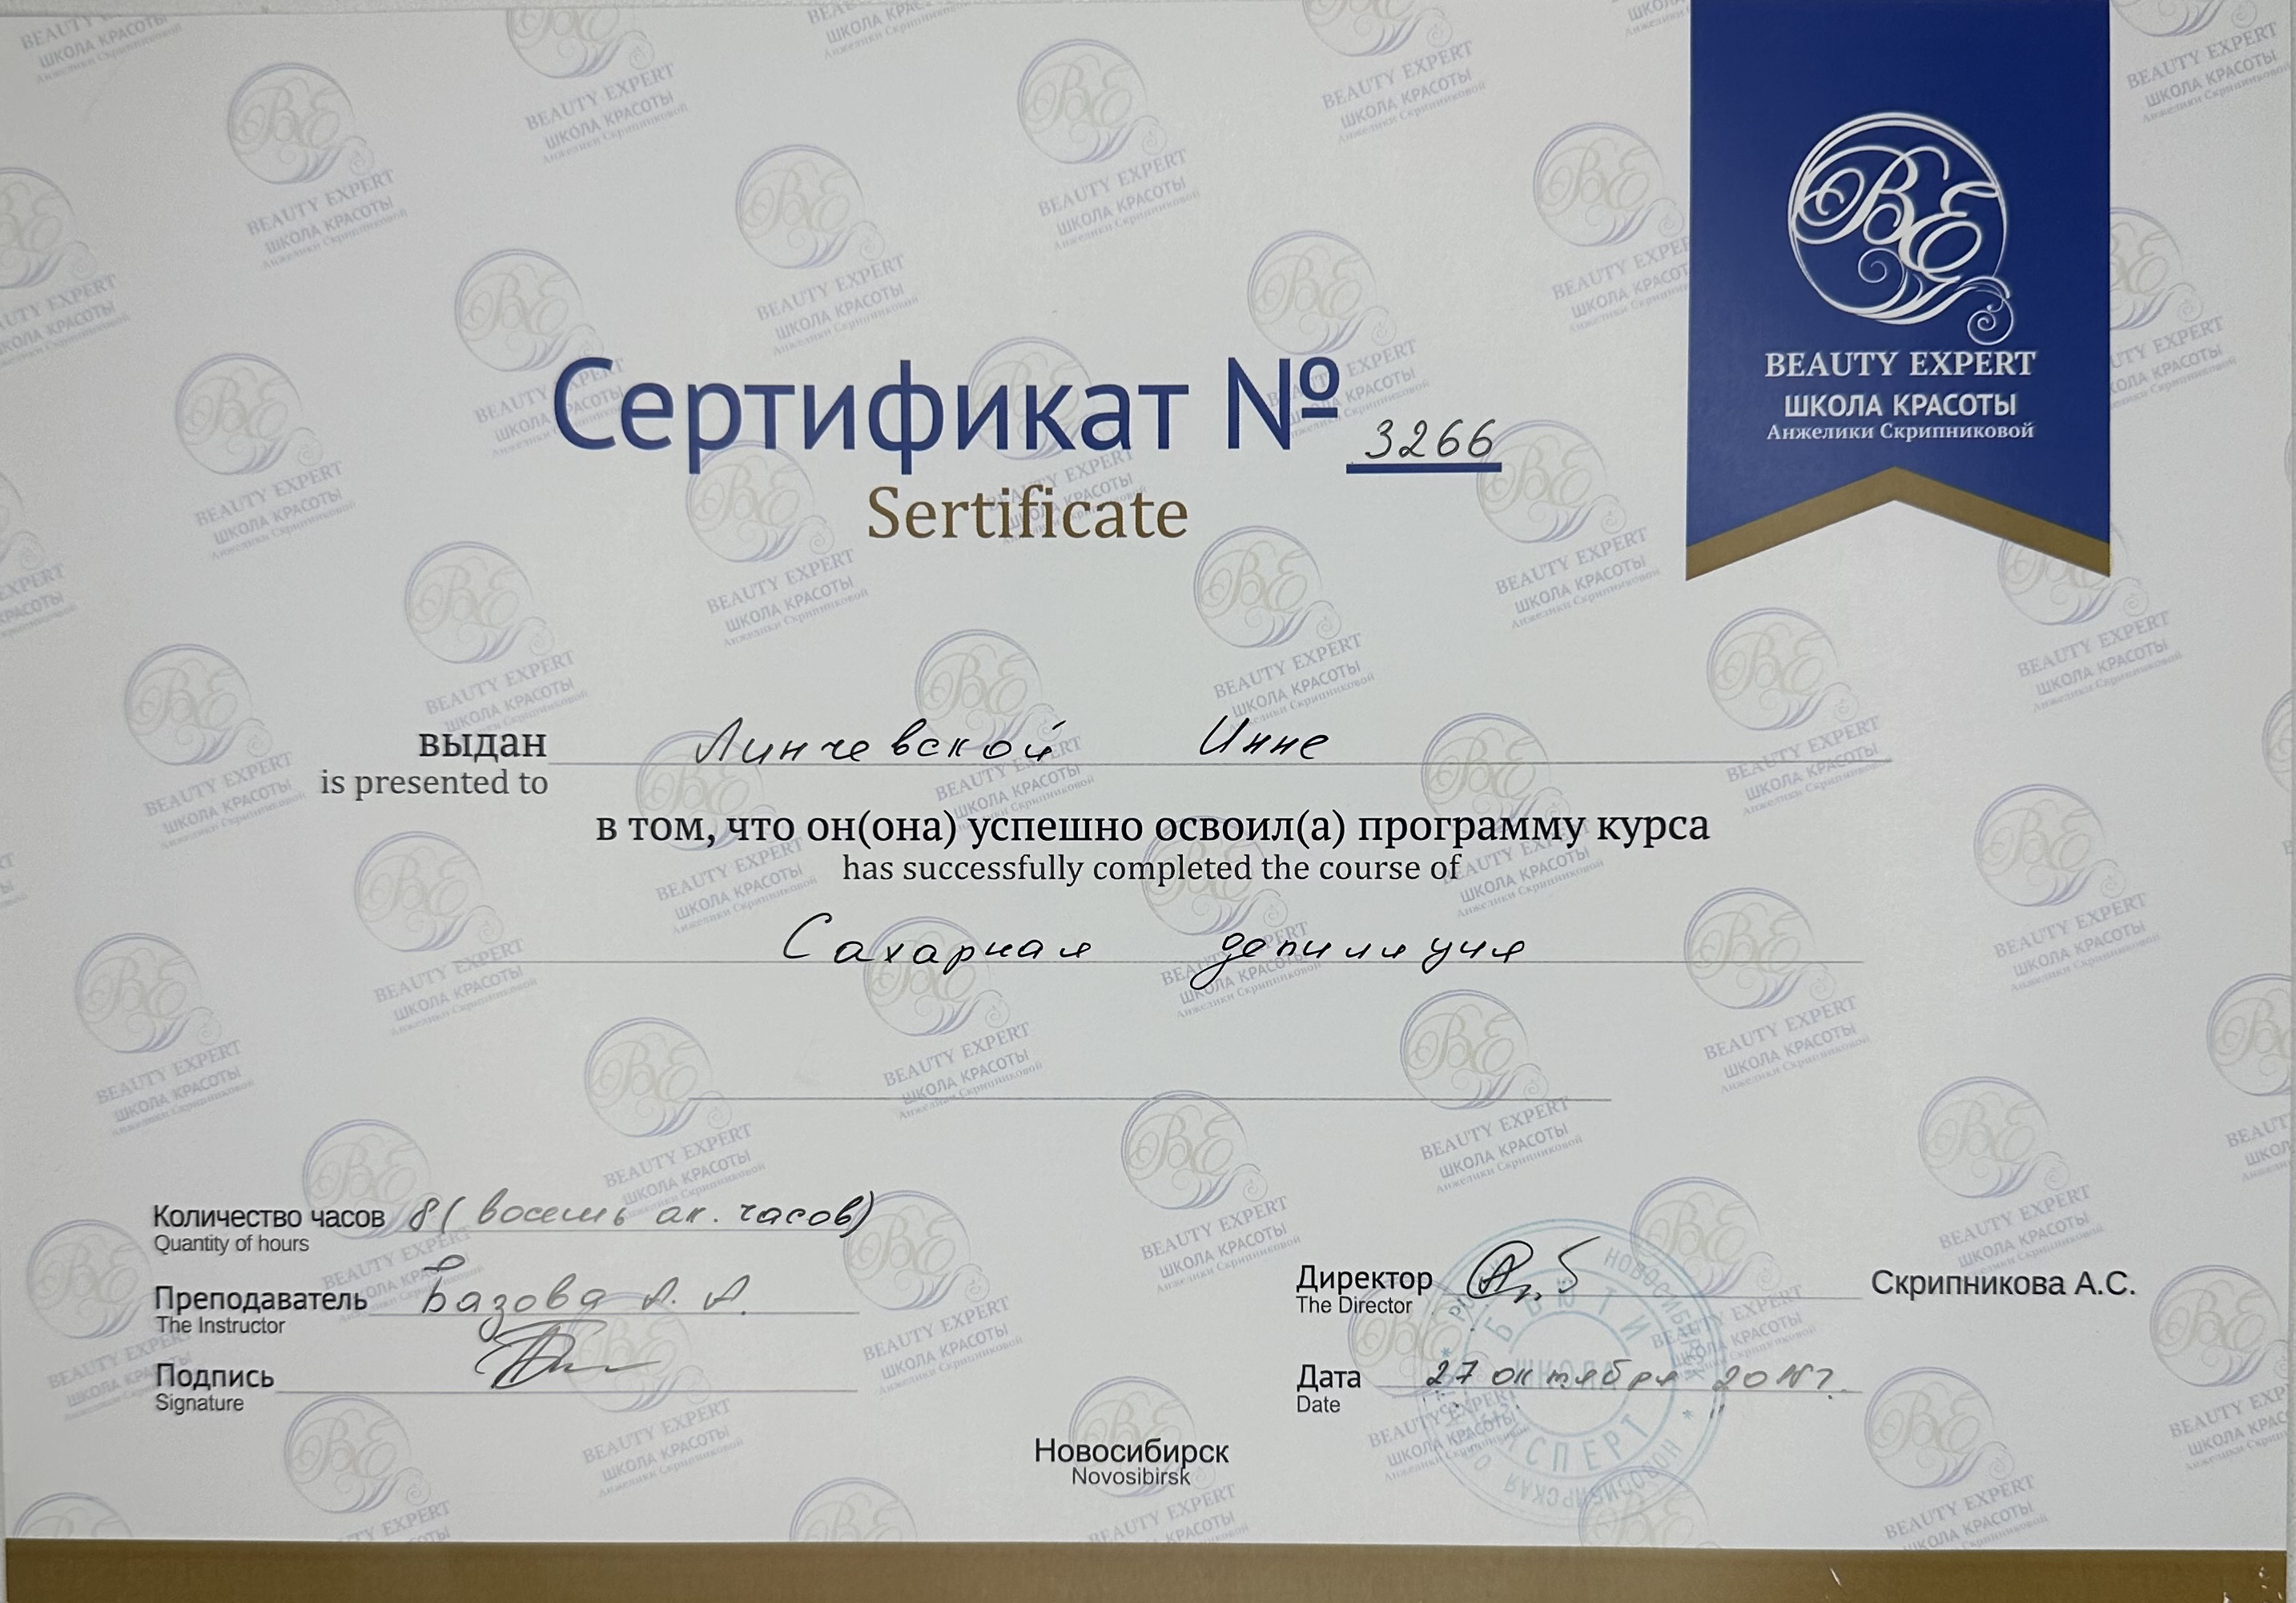 BEAUTY EXPERT
ШКОЛА КРАСОТЫ
Анжелики Скрипниковой
Сертификат № 3266
Sertificate
выдан Линчевской Инне
is presented to
в том, что он(она) успешно освоил(а) программу курса
has successfully completed the course of
Сахарная депиляция
Количество часов 8 (восемь ак. часов)
Quantity of hours
Преподаватель Базова А. А.
The Instructor
Подпись
Signature
Директор Скрипникова А.С.
The Director
Дата 27 октября
Date
Новосибирск
Novosibirsk
БЬЮТИ
ШКОЛА
ЭКСПЕРТ